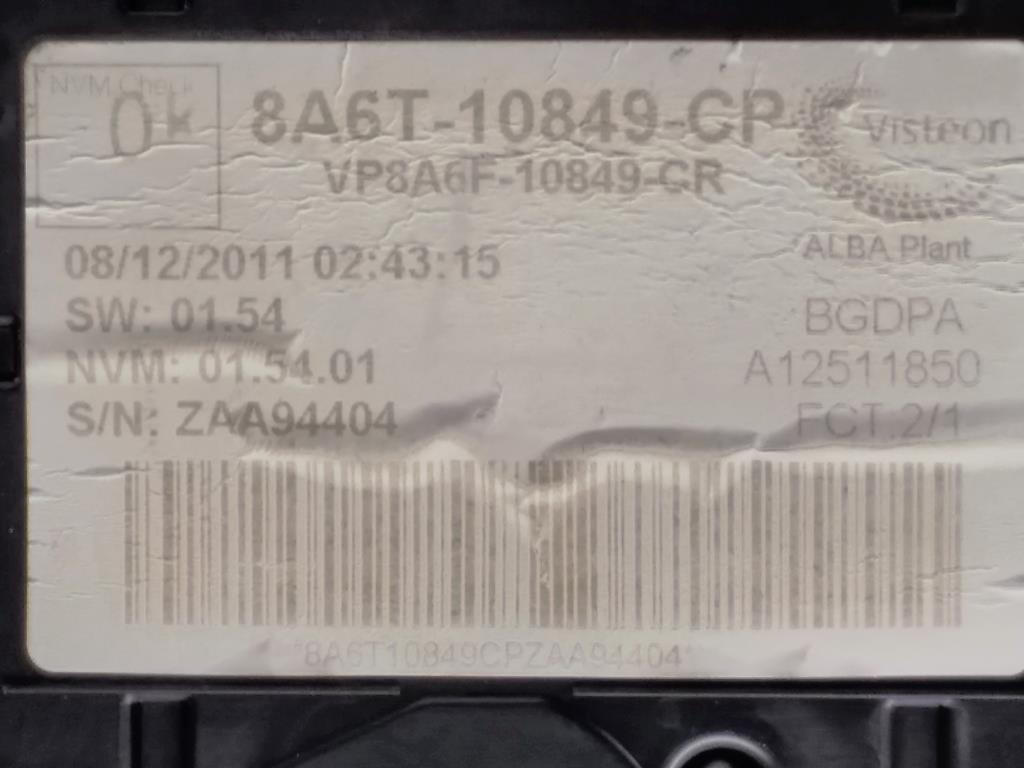 NVM Check
Ok
8A6T-10849-CP
VP8A6F-10849-CR
Visteon
ALBA Plant
08/12/2011 02:43:15
SW: 01.54
BGDPA
NVM: 01.54.01
A12511850
S/N: ZAA94404
FCT.2/1
*8A6T10849CPZAA94404*